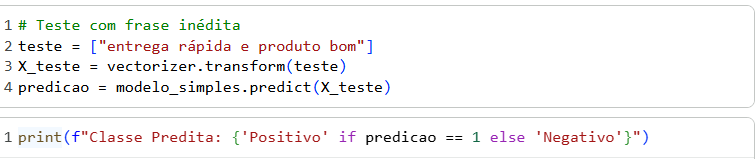 1 # Teste com frase inédita
2 teste = ["entrega rápida e produto bom"]
3 X_teste = vectorizer.transform(teste)
4 predicao = modelo_simples.predict(X_teste)
1 print(f"Classe Predita: {'Positivo' if predicao == 1 else 'Negativo'}")